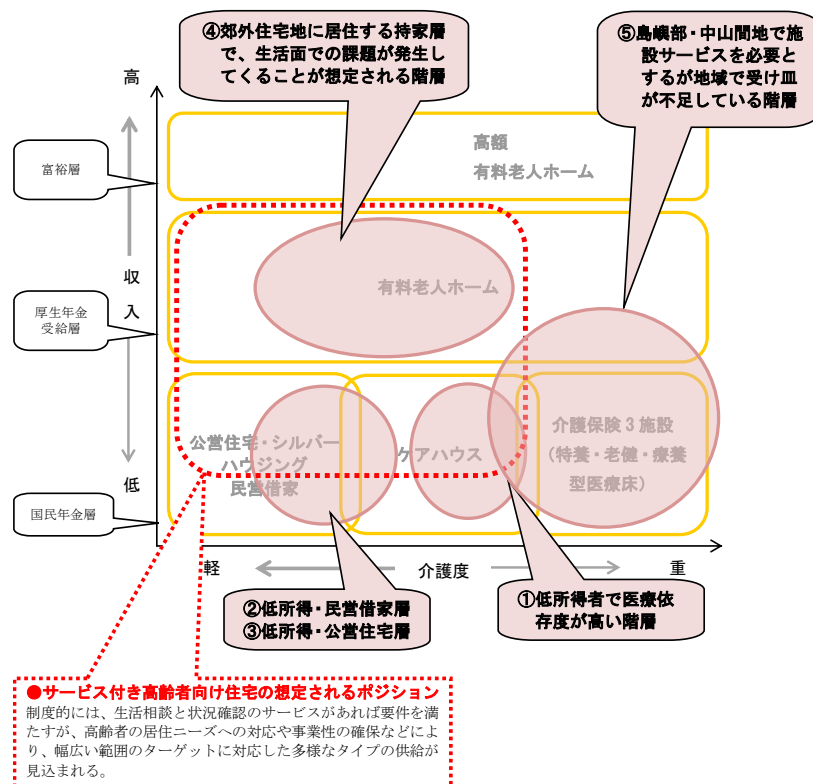 ④郊外住宅地に居住する持家層
で、生活面での課題が発生し
てくることが想定される階層
⑤島嶼部・中山間地で施
設サービスを必要と
するが地域で受け皿
が不足している階層
高
高額
有料老人ホーム
富裕層
収
入
有料老人ホーム
厚生年金
受給層
公営住宅・シルバー
ハウジング
民営借家
ケアハウス
介護保険3施設
(特養・老健・療養
型医療床)
低
国民年金層
軽
介護度
重
②低所得・民営借家層
③低所得・公営住宅層
①低所得者で医療依
存度が高い階層
●サービス付き高齢者向け住宅の想定されるポジション
制度的には、生活相談と状況確認のサービスがあれば要件を満
たすが、高齢者の居住ニーズへの対応や事業性の確保などによ
り、幅広い範囲のターゲットに対応した多様なタイプの供給が
見込まれる。